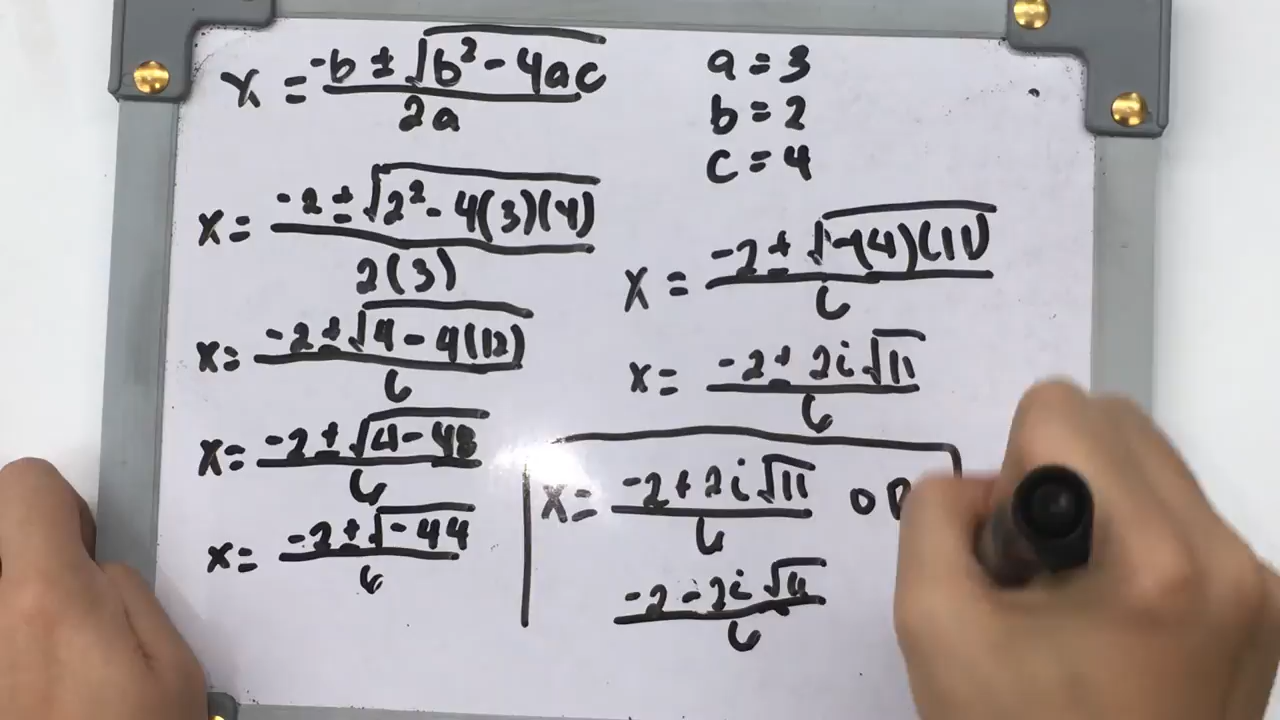 x = -b ± √b² - 4ac
2a
x = -2 ± √2² - 4(3)(4)
2(3)
x = -2 ± √4 - 4(12)
6
x = -2 ± √4 - 48
6
x = -2 ± √-44
6
a = 3
b = 2
c = 4
x = -2 ± √-(4)(11)
6
x = -2 ± 2i√11
6
x = -2 + 2i√11 OR
6
-2 - 2i√11
6